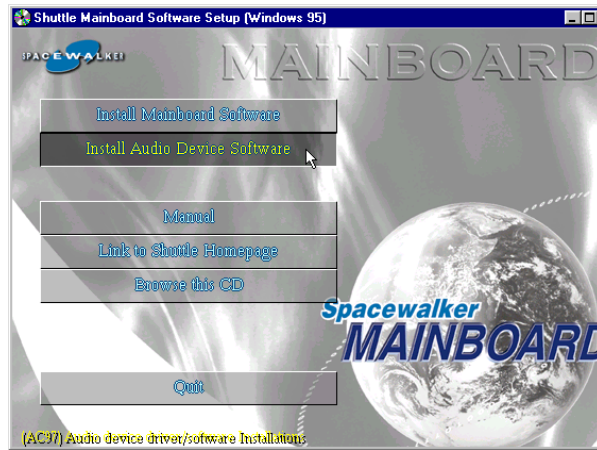 Shuttle Mainboard Software Setup (Windows 95)
SPACEWALKER
MAINBOARD
Install Mainboard Software
Install Audio Device Software
Manual
Link to Shuttle Homepage
Browse this CD
Spacewalker
MAINBOARD
Quit
(AC97) Audio device driver/software Installations